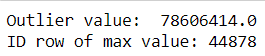 Outlier value:  78606414.0
ID row of max value: 44878